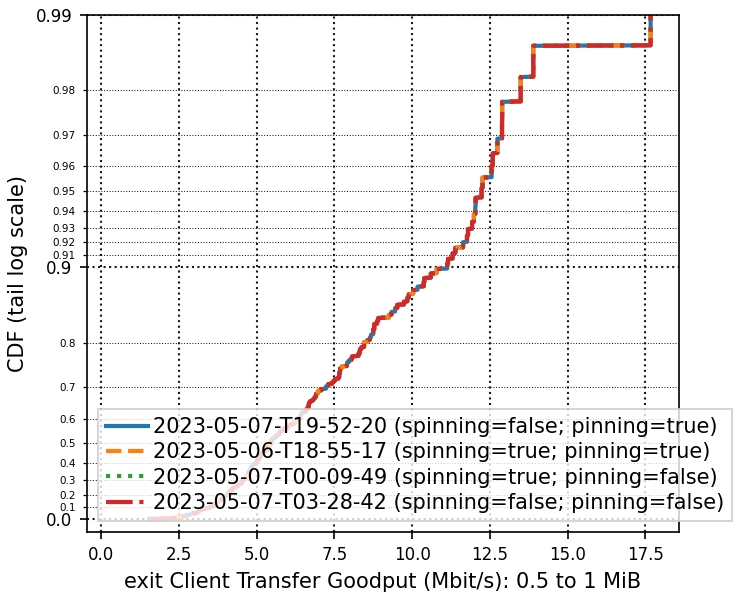 0.99
0.98
0.97
0.96
0.95
0.94
0.93
0.92
0.91
0.9
0.8
0.7
0.6
0.5
0.4
0.3
0.2
0.1
0.0
CDF (tail log scale)
2023-05-07-T19-52-20 (spinning=false; pinning=true)
2023-05-06-T18-55-17 (spinning=true; pinning=true)
2023-05-07-T00-09-49 (spinning=true; pinning=false)
2023-05-07-T03-28-42 (spinning=false; pinning=false)
0.0 2.5 5.0 7.5 10.0 12.5 15.0 17.5
exit Client Transfer Goodput (Mbit/s): 0.5 to 1 MiB